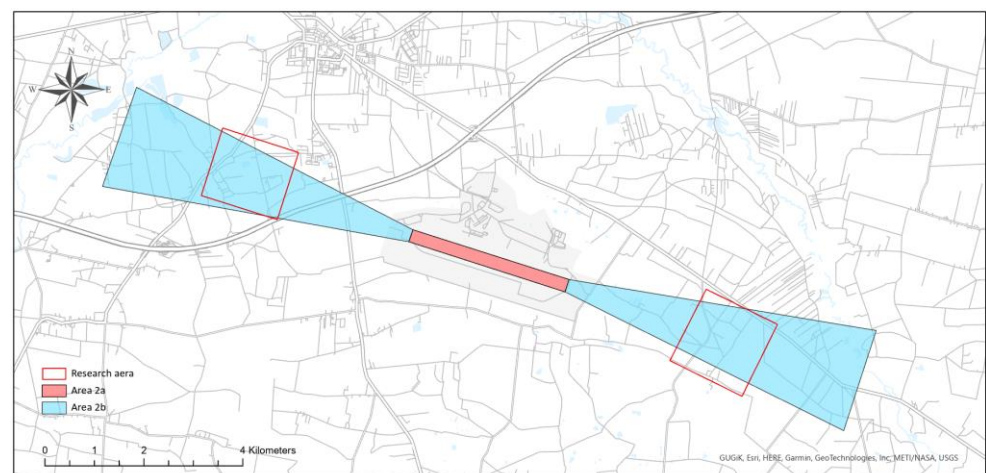 N
W E
S
Research aera
Area 2a
Area 2b
0 1 2 4 Kilometers
GUGiK, Esri, HERE, Garmin, GeoTechnologies, Inc, METI/NASA, USGS